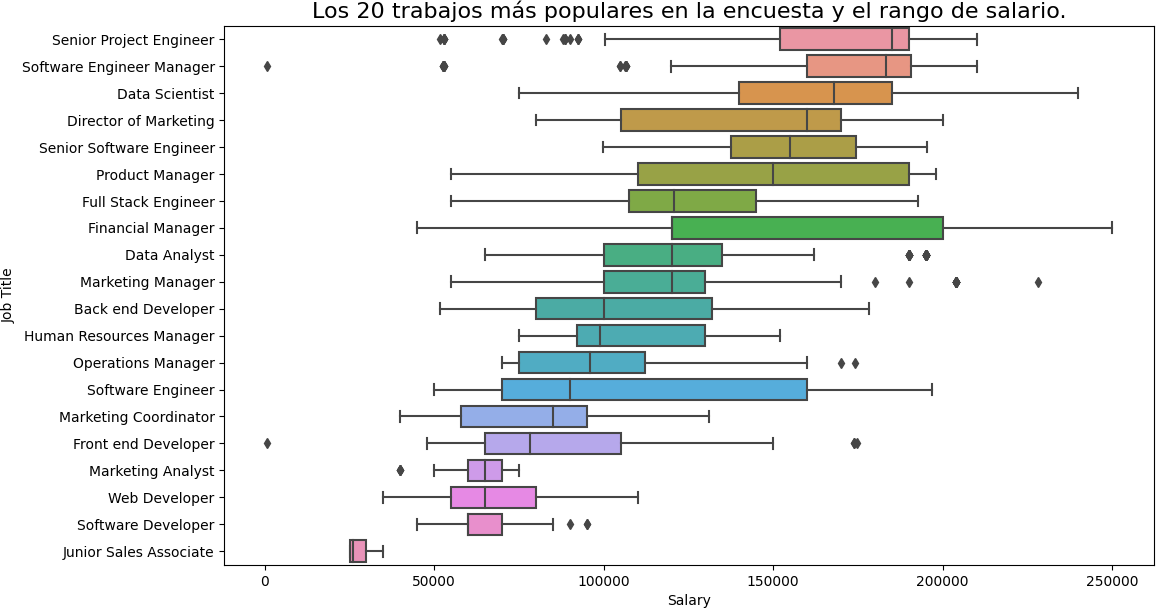 Los 20 trabajos más populares en la encuesta y el rango de salario.
Job Title
Senior Project Engineer
Software Engineer Manager
Data Scientist
Director of Marketing
Senior Software Engineer
Product Manager
Full Stack Engineer
Financial Manager
Data Analyst
Marketing Manager
Back end Developer
Human Resources Manager
Operations Manager
Software Engineer
Marketing Coordinator
Front end Developer
Marketing Analyst
Web Developer
Software Developer
Junior Sales Associate
0 50000 100000 150000 200000 250000
Salary